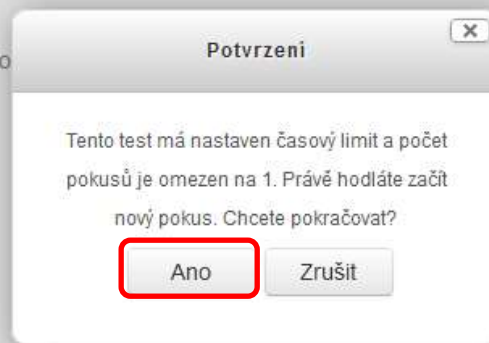 Potvrzeni
Tento test má nastaven časový limit a počet
pokusů je omezen na 1. Právě hodláte začít
nový pokus. Chcete pokračovat?
Ano
Zrušit